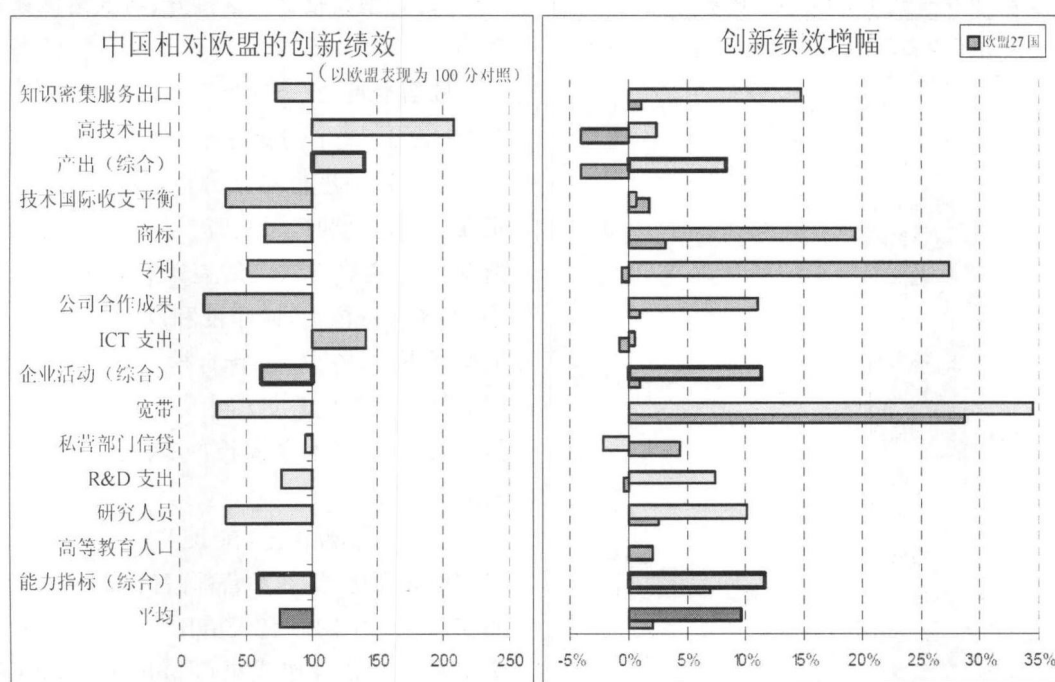 中国相对欧盟的创新绩效
（以欧盟表现为 100 分对照）
知识密集服务出口
高技术出口
产出（综合）
技术国际收支平衡
商标
专利
公司合作成果
ICT 支出
企业活动（综合）
宽带
私营部门信贷
R&D 支出
研究人员
高等教育人口
能力指标（综合）
平均
0 50 100 150 200 250
创新绩效增幅
欧盟27国
-5% 0% 5% 10% 15% 20% 25% 30% 35%